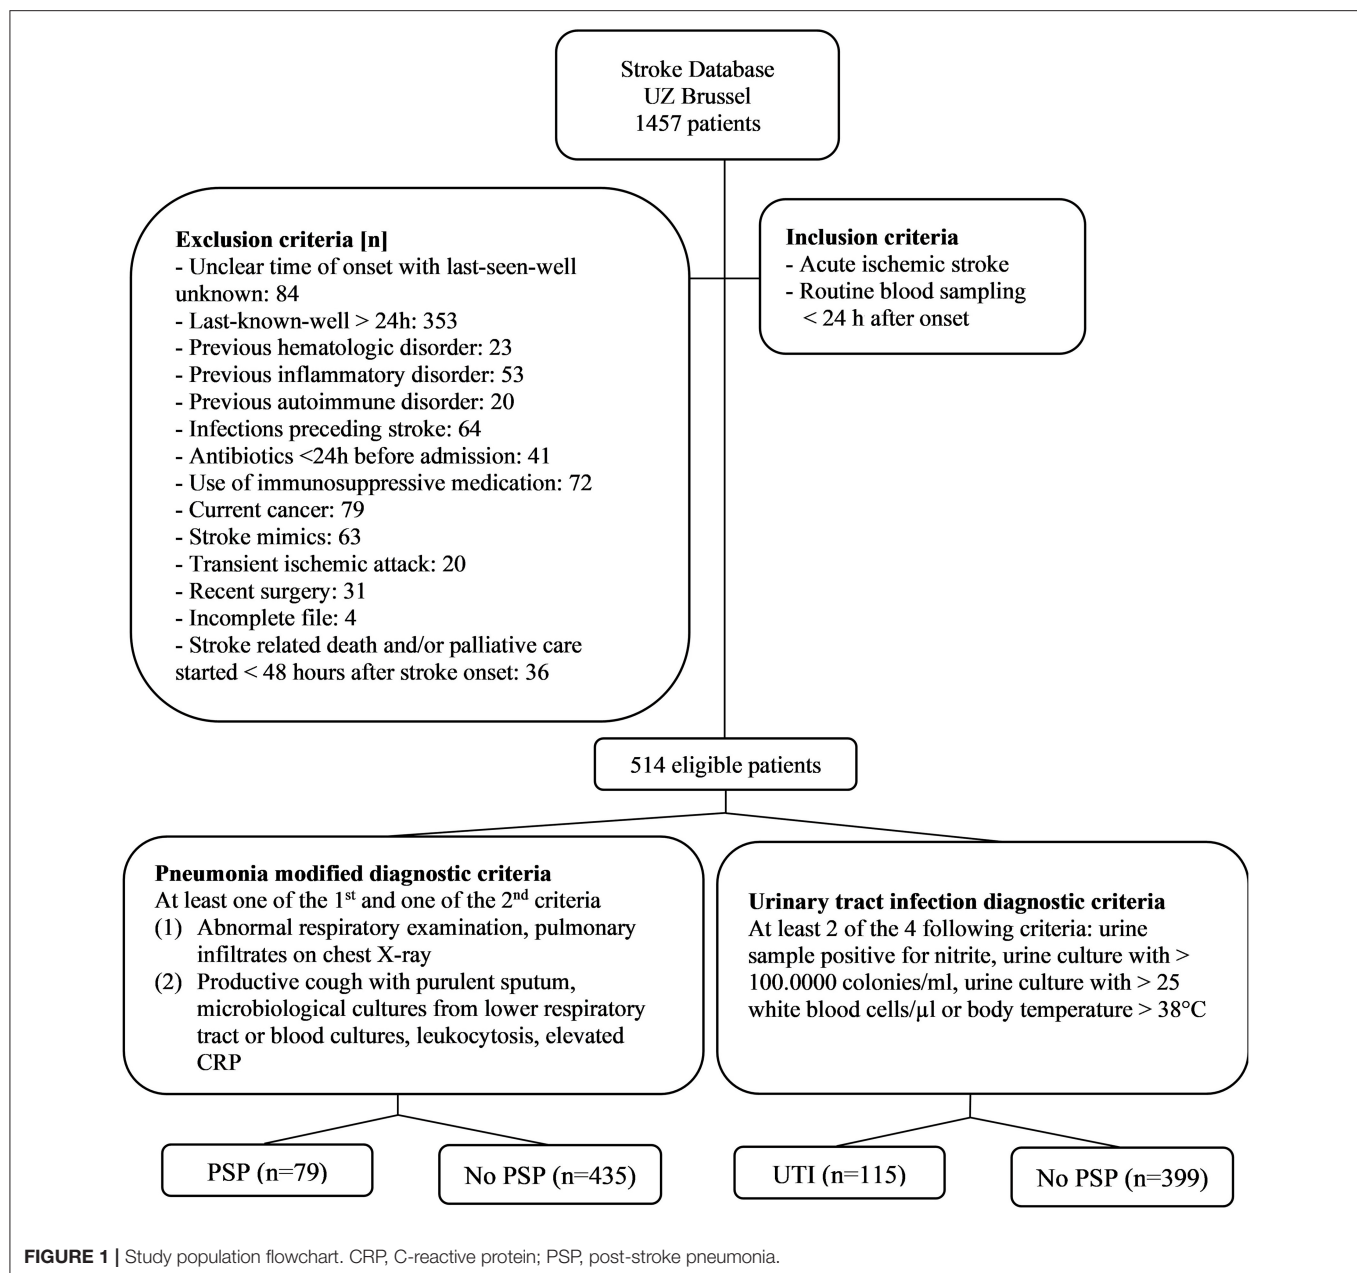 Stroke Database
UZ Brussel
1457 patients
Exclusion criteria [n]
- Unclear time of onset with last-seen-well
unknown: 84
- Last-known-well > 24h: 353
- Previous hematologic disorder: 23
- Previous inflammatory disorder: 53
- Previous autoimmune disorder: 20
- Infections preceding stroke: 64
- Antibiotics <24h before admission: 41
- Use of immunosuppressive medication: 72
- Current cancer: 79
- Stroke mimics: 63
- Transient ischemic attack: 20
- Recent surgery: 31
- Incomplete file: 4
- Stroke related death and/or palliative care
started < 48 hours after stroke onset: 36
Inclusion criteria
- Acute ischemic stroke
- Routine blood sampling
< 24 h after onset
514 eligible patients
Pneumonia modified diagnostic criteria
At least one of the 1st and one of the 2nd criteria
(1) Abnormal respiratory examination, pulmonary
infiltrates on chest X-ray
(2) Productive cough with purulent sputum,
microbiological cultures from lower respiratory
tract or blood cultures, leukocytosis, elevated
CRP
Urinary tract infection diagnostic criteria
At least 2 of the 4 following criteria: urine
sample positive for nitrite, urine culture with >
100.0000 colonies/ml, urine culture with > 25
white blood cells/µl or body temperature > 38°C
PSP (n=79)
No PSP (n=435)
UTI (n=115)
No PSP (n=399)
FIGURE 1 | Study population flowchart. CRP, C-reactive protein; PSP, post-stroke pneumonia.